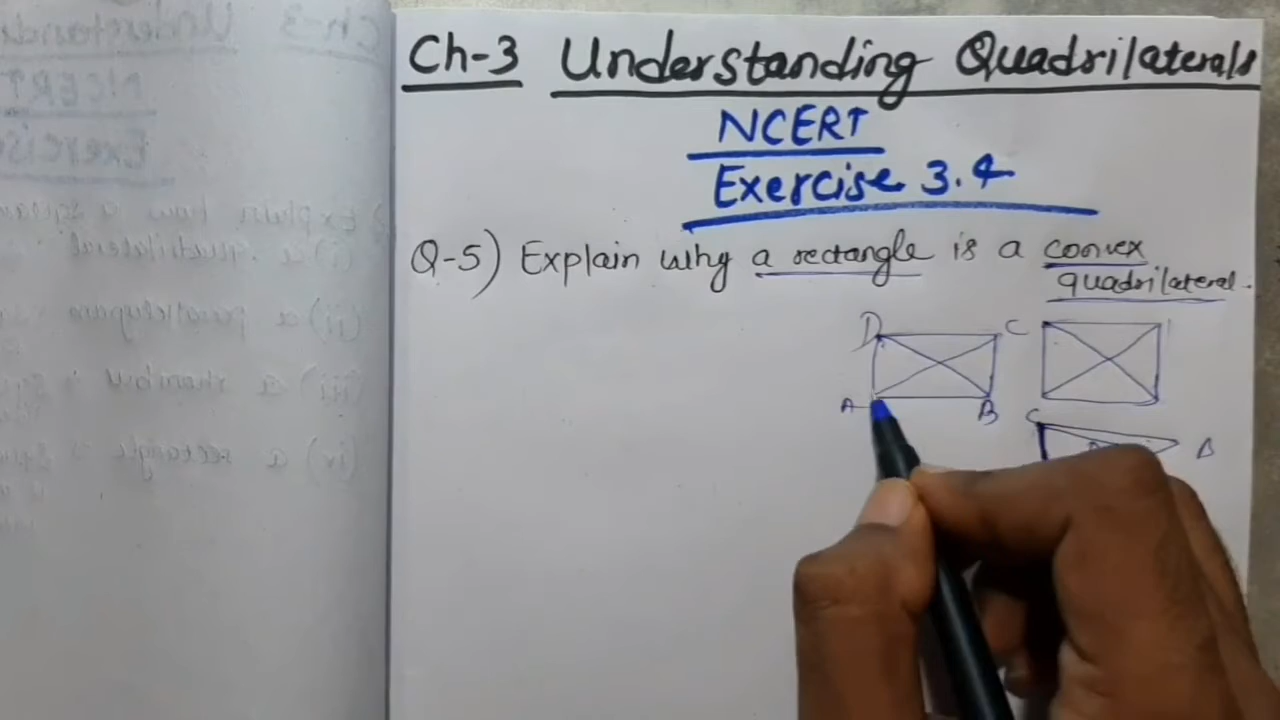 Ch-3 Understanding Quadrilaterals
NCERT
Exercise 3.4
Q-5) Explain why a rectangle is a convex
quadrilateral.
D C
A B
C